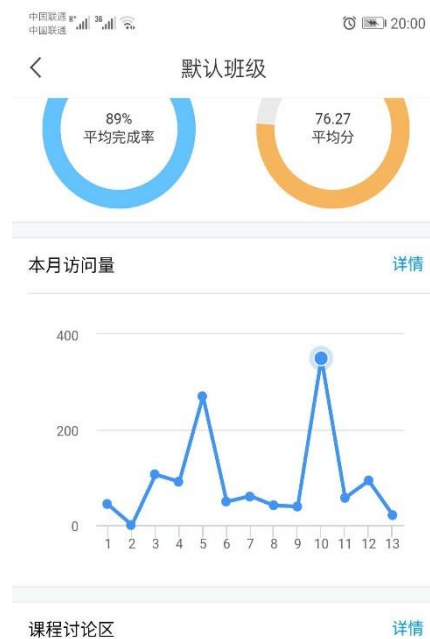 中国联通 3G 20:00
中国联通
默认班级
89% 76.27
平均完成率 平均分
本月访问量 详情
400
200
0
1 2 3 4 5 6 7 8 9 10 11 12 13
课程讨论区 详情